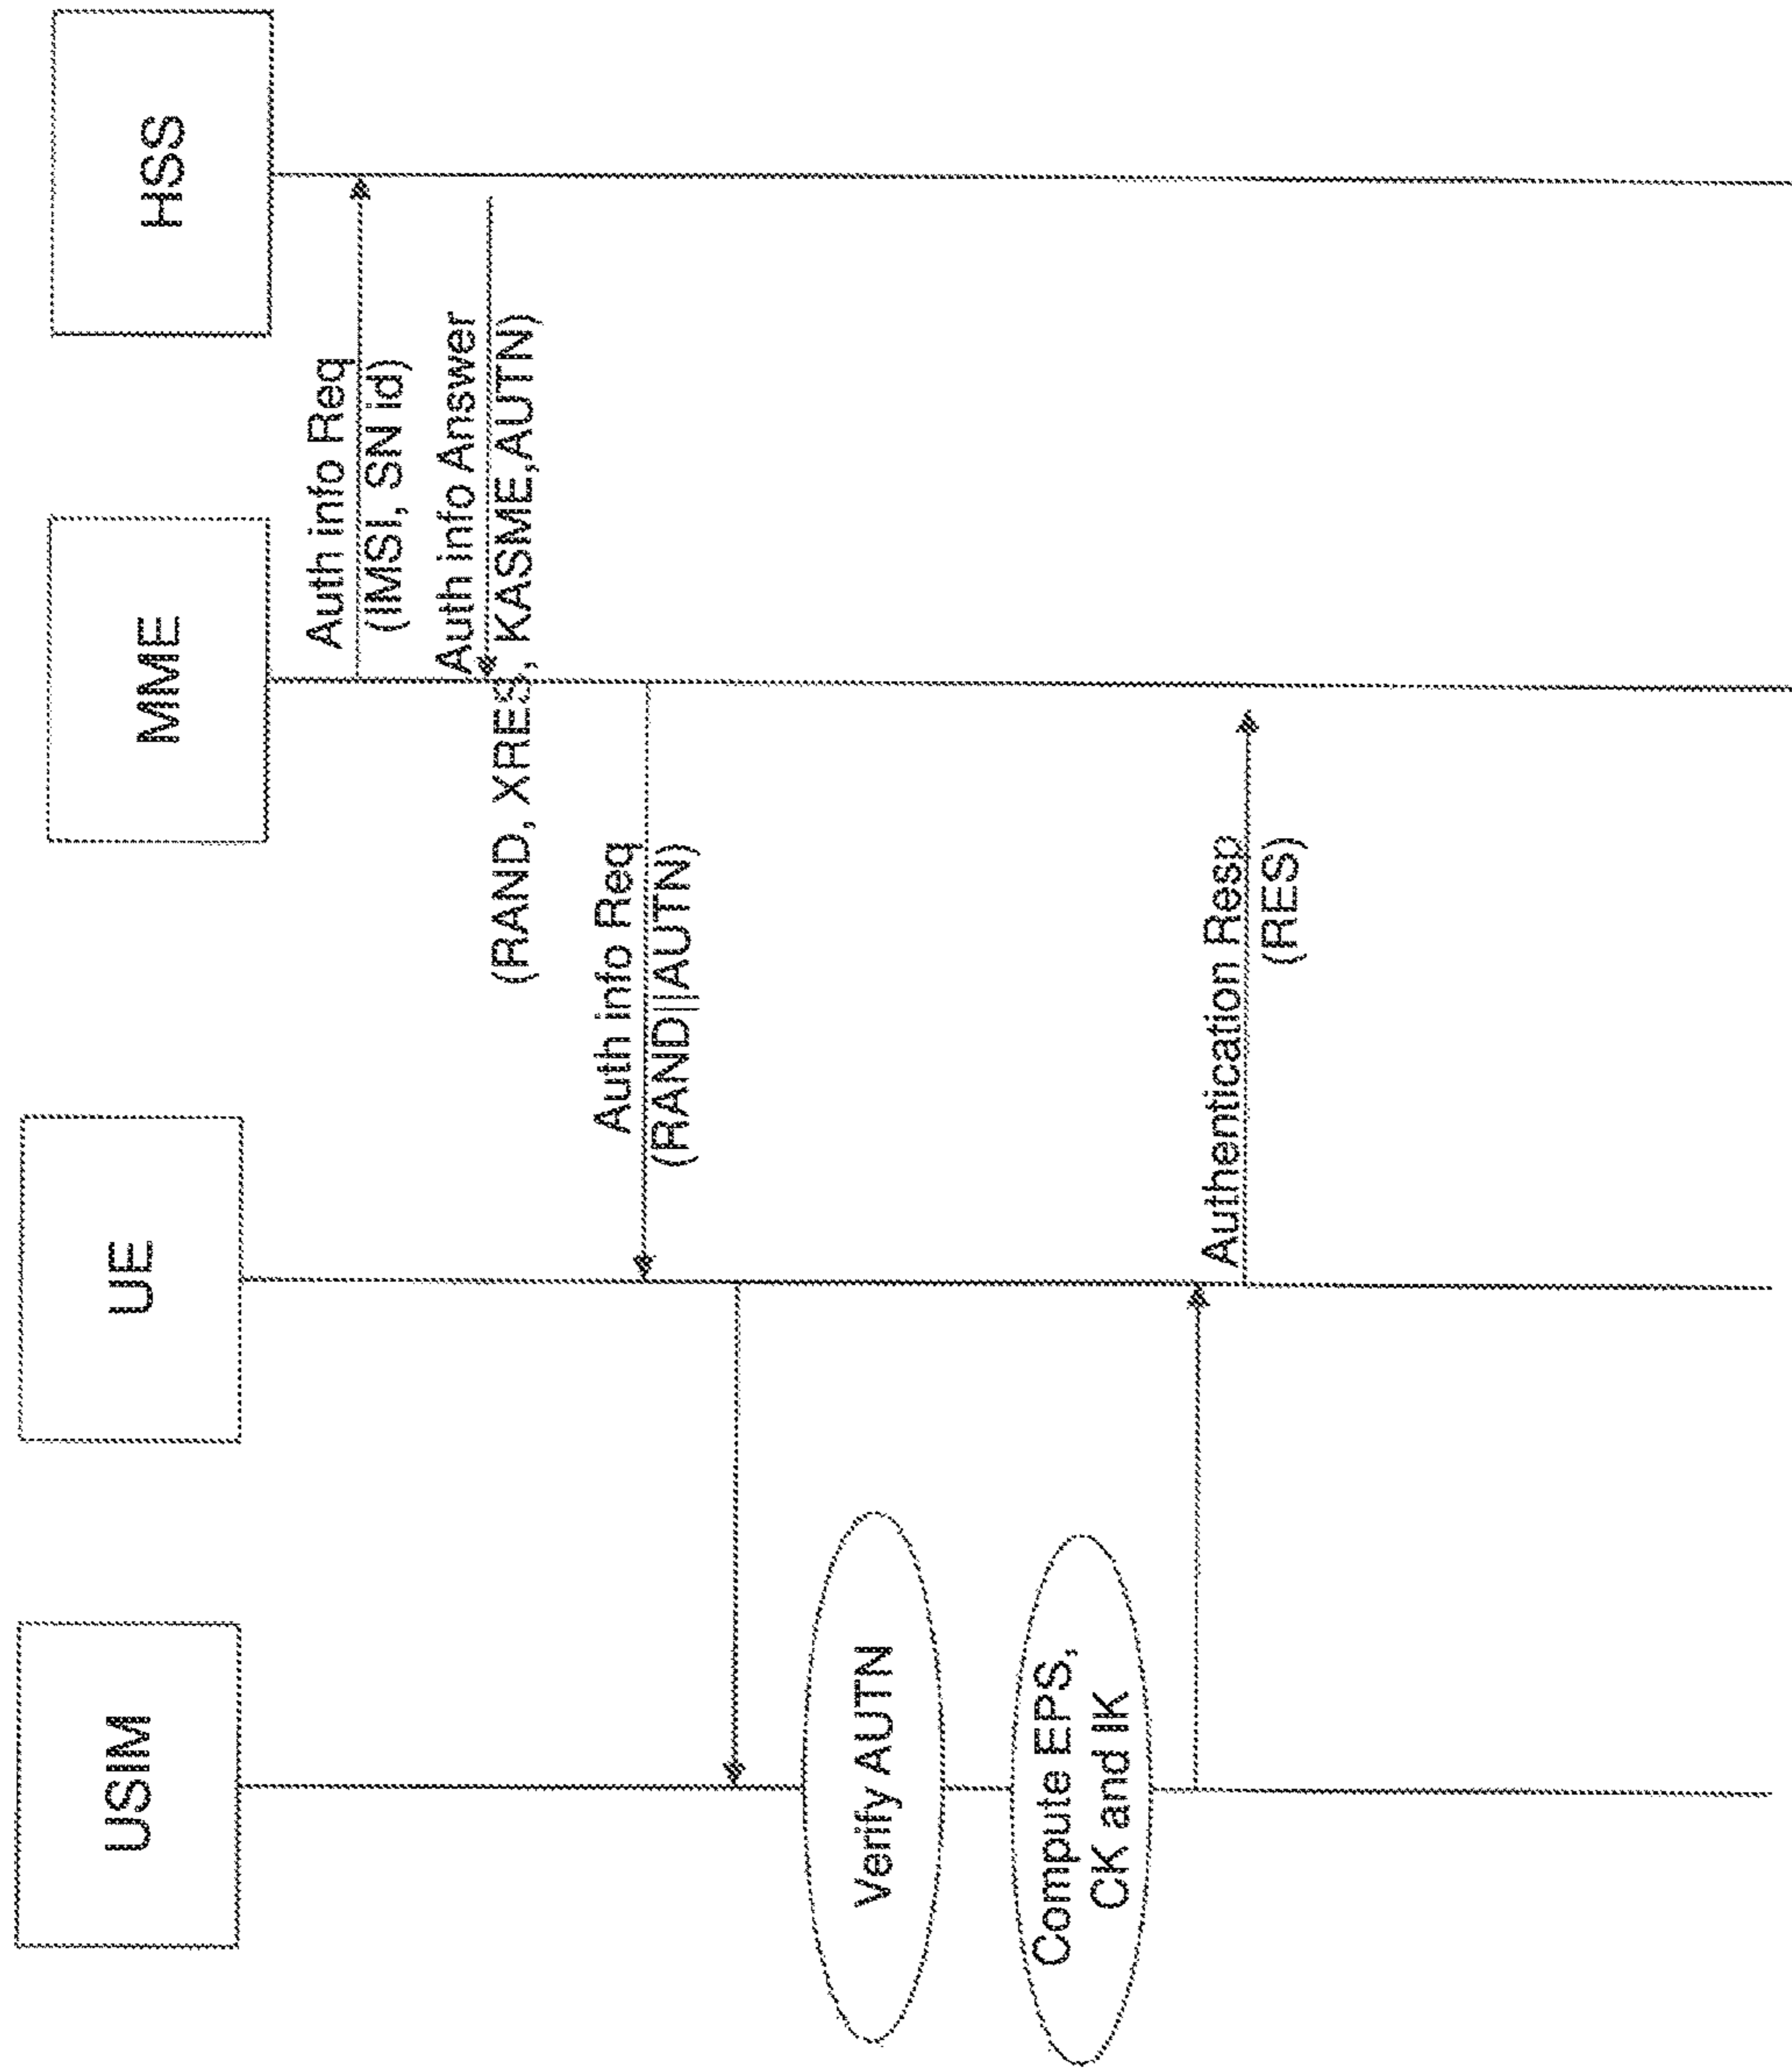 USIM
UE
MME
HSS
Auth info Req
(IMSI, SN id)
Auth info Answer
(RAND, XRES, KASME,AUTN)
Auth info Req
(RAND||AUTN)
Verify AUTN
Compute EPS,
CK and IK
Authentication Resp
(RES)